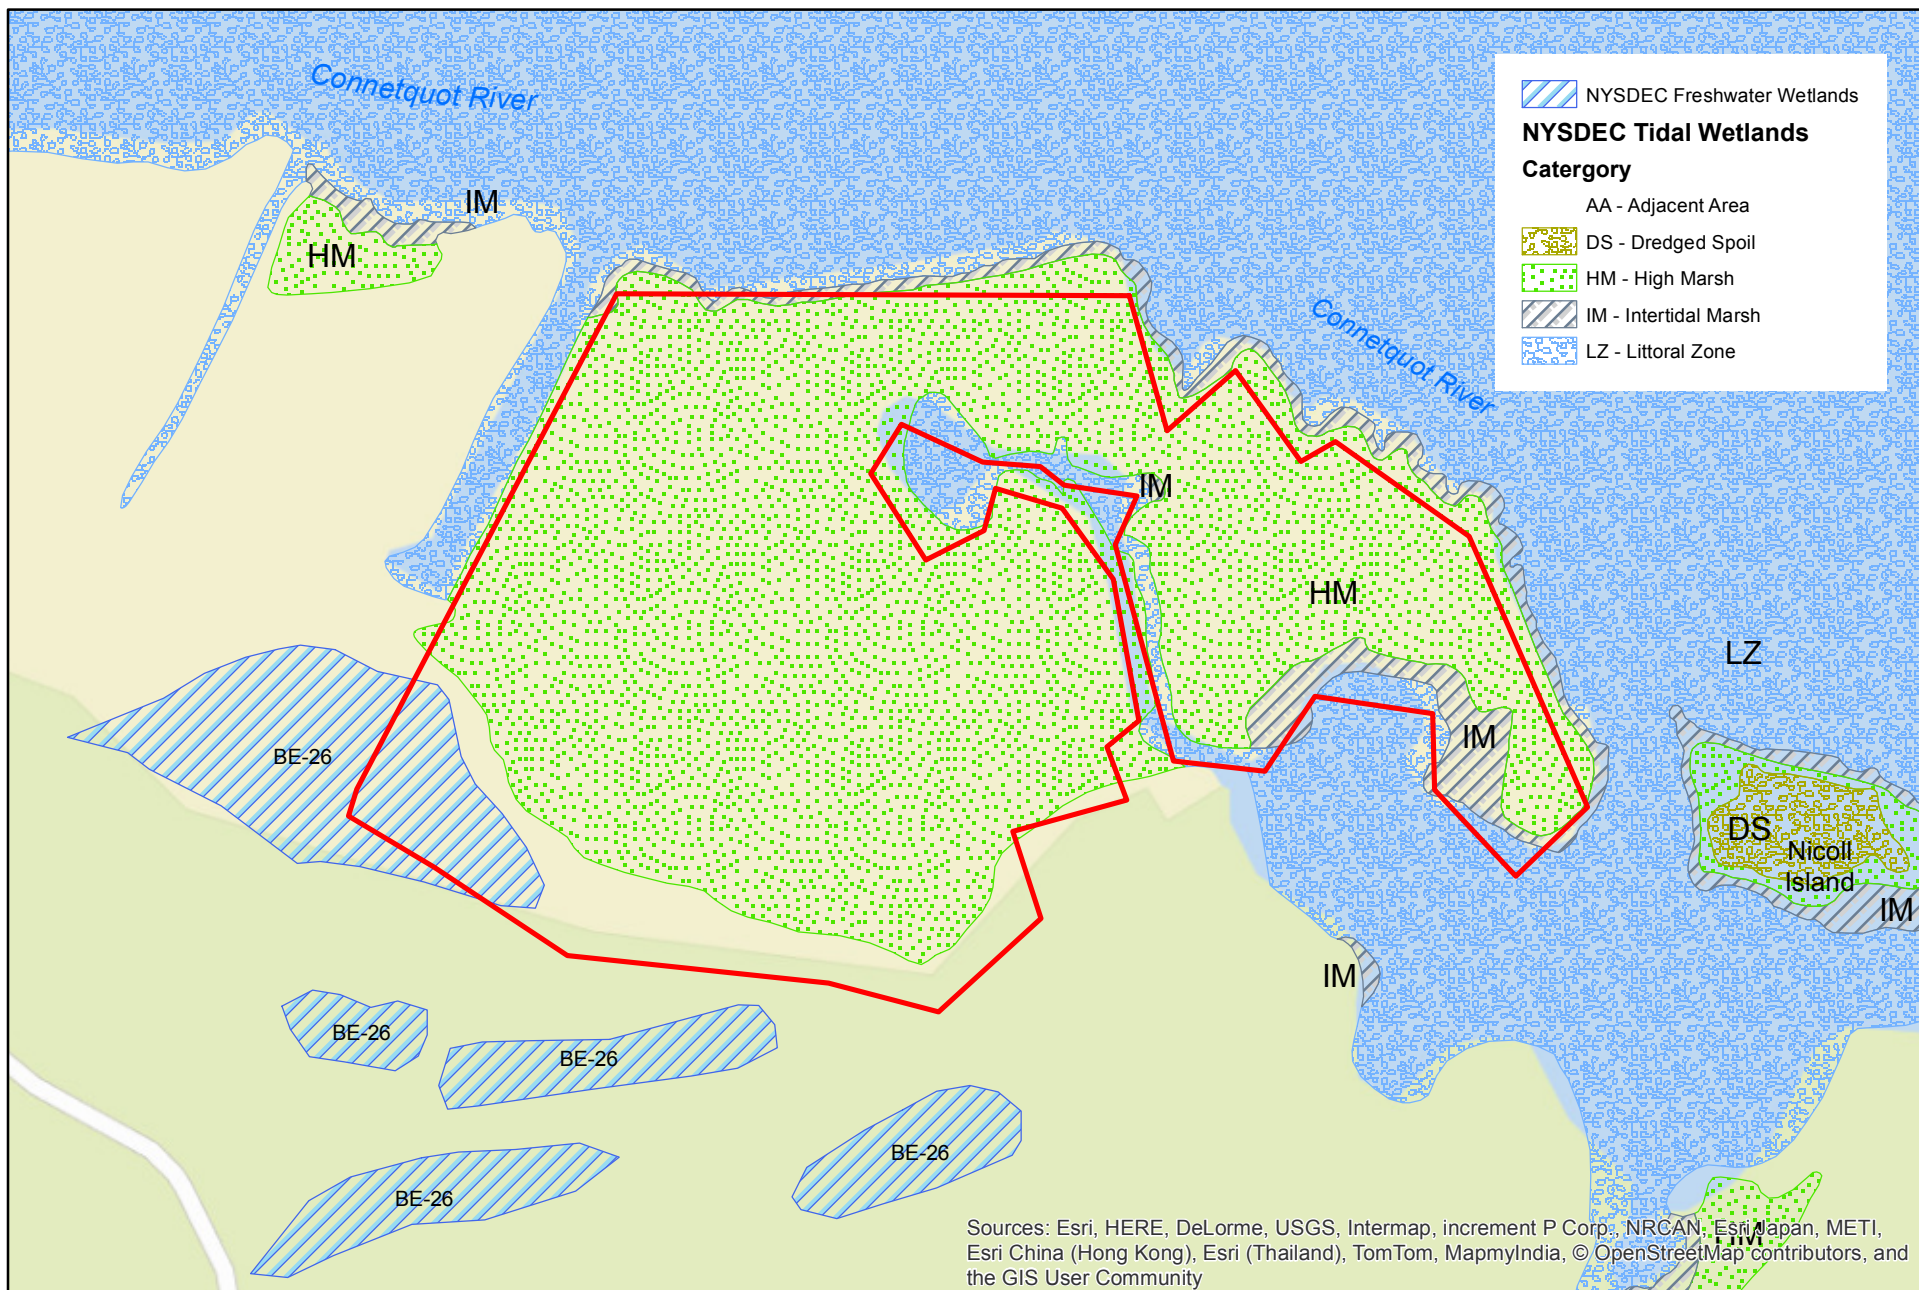 Connetquot River
NYSDEC Freshwater Wetlands
NYSDEC Tidal Wetlands
Catergory
AA - Adjacent Area
DS - Dredged Spoil
HM - High Marsh
IM - Intertidal Marsh
LZ - Littoral Zone
IM
HM
Connetquot River
IM
HM
LZ
IM
BE-26
DS
Nicoll
Island
IM
IM
BE-26
BE-26
BE-26
BE-26
HM
Sources: Esri, HERE, DeLorme, USGS, Intermap, increment P Corp., NRCAN, Esri Japan, METI,
Esri China (Hong Kong), Esri (Thailand), TomTom, MapmyIndia, © OpenStreetMap contributors, and
the GIS User Community